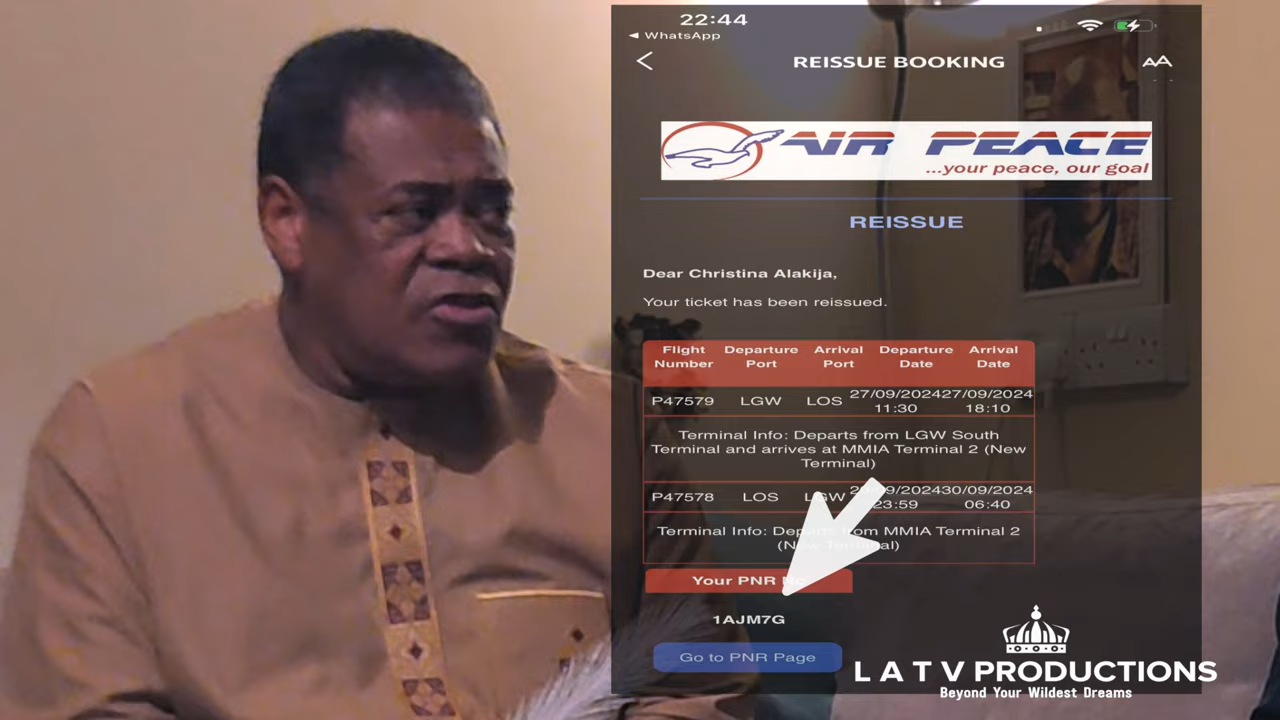 22:44
◄ WhatsApp
REISSUE BOOKING
AA
AIR PEACE
...your peace, our goal
REISSUE
Dear Christina Alakija,
Your ticket has been reissued.
Flight Number Departure Port Arrival Port Departure Date Arrival Date
P47579 LGW LOS 27/09/2024 11:30 27/09/2024 18:10
Terminal Info: Departs from LGW South
Terminal and arrives at MMIA Terminal 2 (New
Terminal)
P47578 LOS LGW 23:59 30/09/2024 06:40
Terminal Info: Departs from MMIA Terminal 2
(New Terminal)
Your PNR
1AJM7G
Go to PNR Page
L A T V PRODUCTIONS
Beyond Your Wildest Dreams